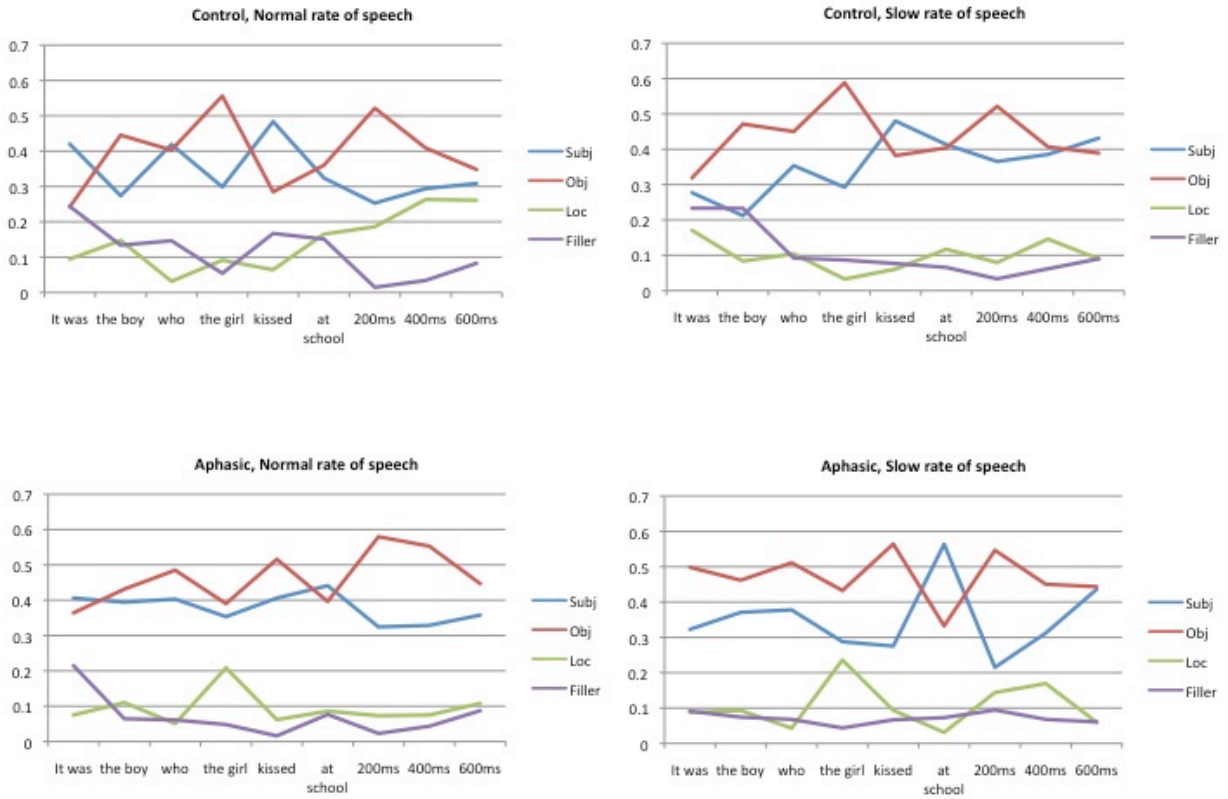 Control, Normal rate of speech
0.7
0.6
0.5
0.4
0.3
0.2
0.1
0
It was the boy who the girl kissed at 200ms 400ms 600ms
school
Subj
Obj
Loc
Filler
Control, Slow rate of speech
0.7
0.6
0.5
0.4
0.3
0.2
0.1
0
It was the boy who the girl kissed at 200ms 400ms 600ms
school
Subj
Obj
Loc
Filler
Aphasic, Normal rate of speech
0.7
0.6
0.5
0.4
0.3
0.2
0.1
0
It was the boy who the girl kissed at 200ms 400ms 600ms
school
Subj
Obj
Loc
Filler
Aphasic, Slow rate of speech
0.7
0.6
0.5
0.4
0.3
0.2
0.1
0
It was the boy who the girl kissed at 200ms 400ms 600ms
school
Subj
Obj
Loc
Filler